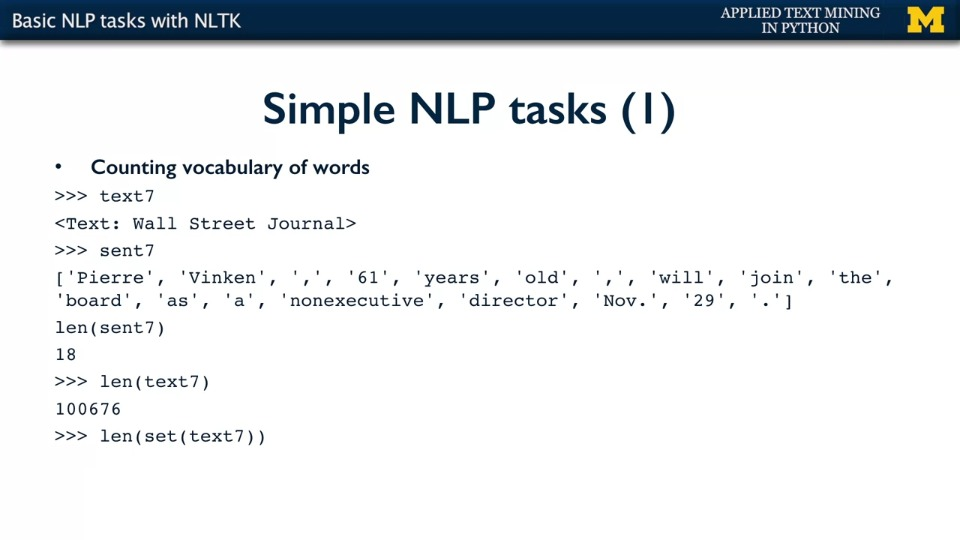 Basic NLP tasks with NLTK
APPLIED TEXT MINING
IN PYTHON
M
Simple NLP tasks (1)
• Counting vocabulary of words
>>> text7
<Text: Wall Street Journal>
>>> sent7
['Pierre', 'Vinken', ',', '61', 'years', 'old', ',', 'will', 'join', 'the',
'board', 'as', 'a', 'nonexecutive', 'director', 'Nov.', '29', '.']
len(sent7)
18
>>> len(text7)
100676
>>> len(set(text7))